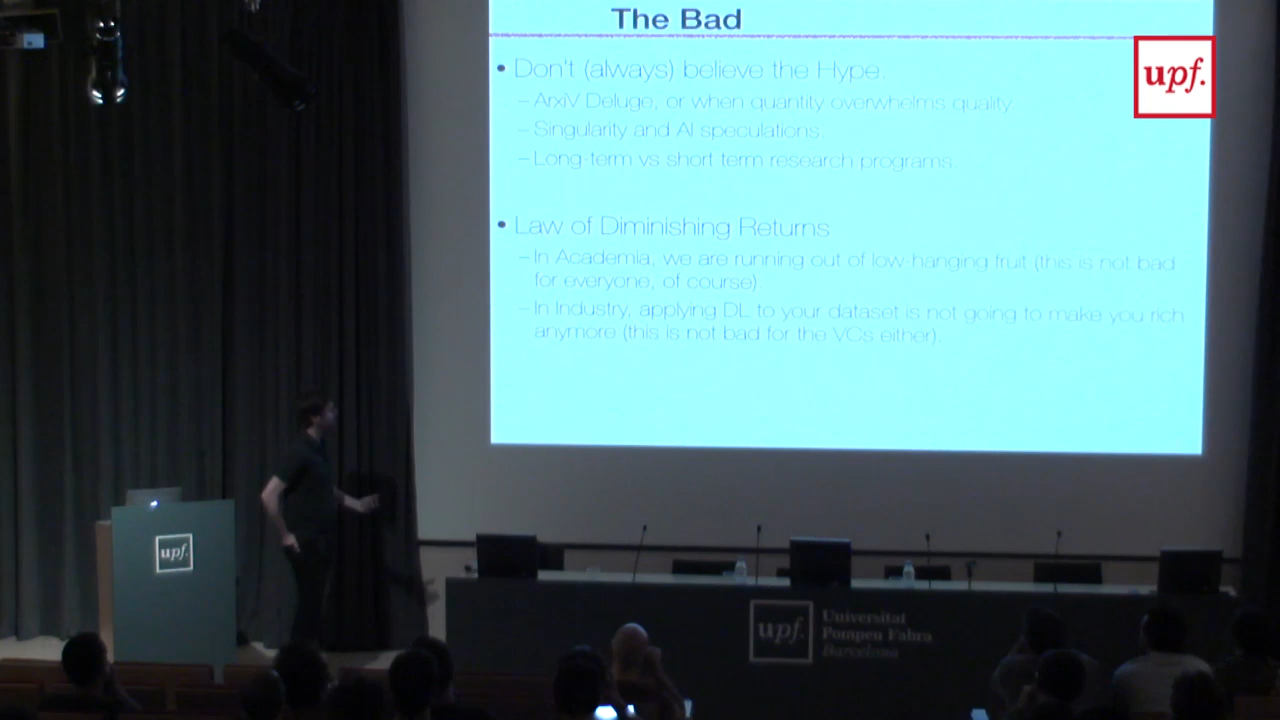 The Bad
upf.
• Don't (always) believe the Hype.
– ArxiV Deluge, or when quantity overwhelms quality.
– Singularity and AI speculations.
– Long-term vs short term research programs.
• Law of Diminishing Returns
– In Academia, we are running out of low-hanging fruit (this is not bad
for everyone, of course).
– In Industry, applying DL to your dataset is not going to make you rich
anymore (this is not bad for the VCs either).
upf.
upf.
Universitat
Pompeu Fabra
Barcelona